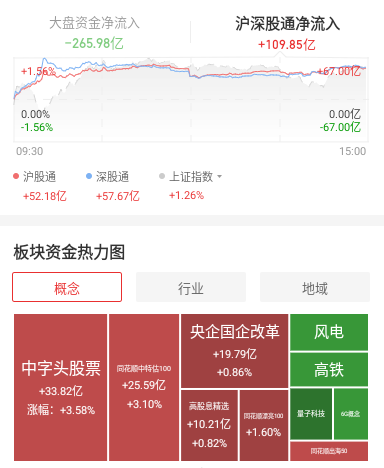 大盘资金净流入
沪深股通净流入
-265.98亿
+109.85亿
+1.56%
+67.00亿
0.00%
0.00亿
-1.56%
-67.00亿
09:30
15:00
沪股通
深股通
上证指数
+52.18亿
+57.67亿
+1.26%
板块资金热力图
概念
行业
地域
中字头股票
+33.82亿
涨幅：+3.58%
同花顺中特估100
+25.59亿
+3.10%
央企国企改革
+19.79亿
+0.86%
高股息精选
+10.21亿
+0.82%
同花顺漂亮100
+1.60%
风电
高铁
量子科技
6G概念
同花顺出海50